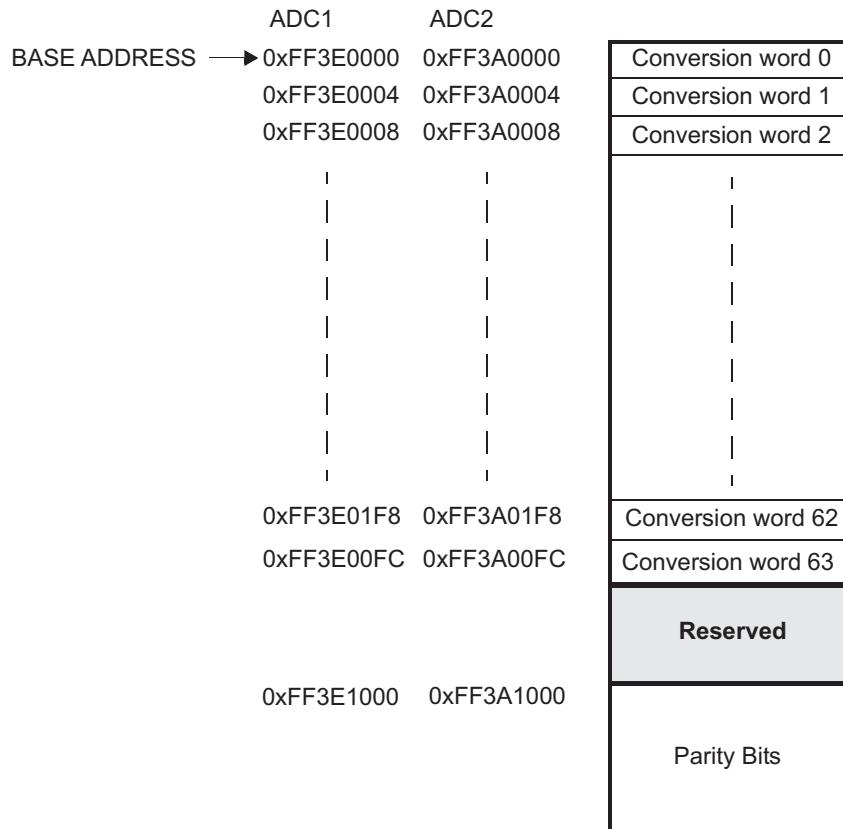 ADC1 ADC2
BASE ADDRESS 0xFF3E0000 0xFF3A0000 Conversion word 0
0xFF3E0004 0xFF3A0004 Conversion word 1
0xFF3E0008 0xFF3A0008 Conversion word 2
0xFF3E01F8 0xFF3A01F8 Conversion word 62
0xFF3E00FC 0xFF3A00FC Conversion word 63
Reserved
0xFF3E1000 0xFF3A1000
Parity Bits